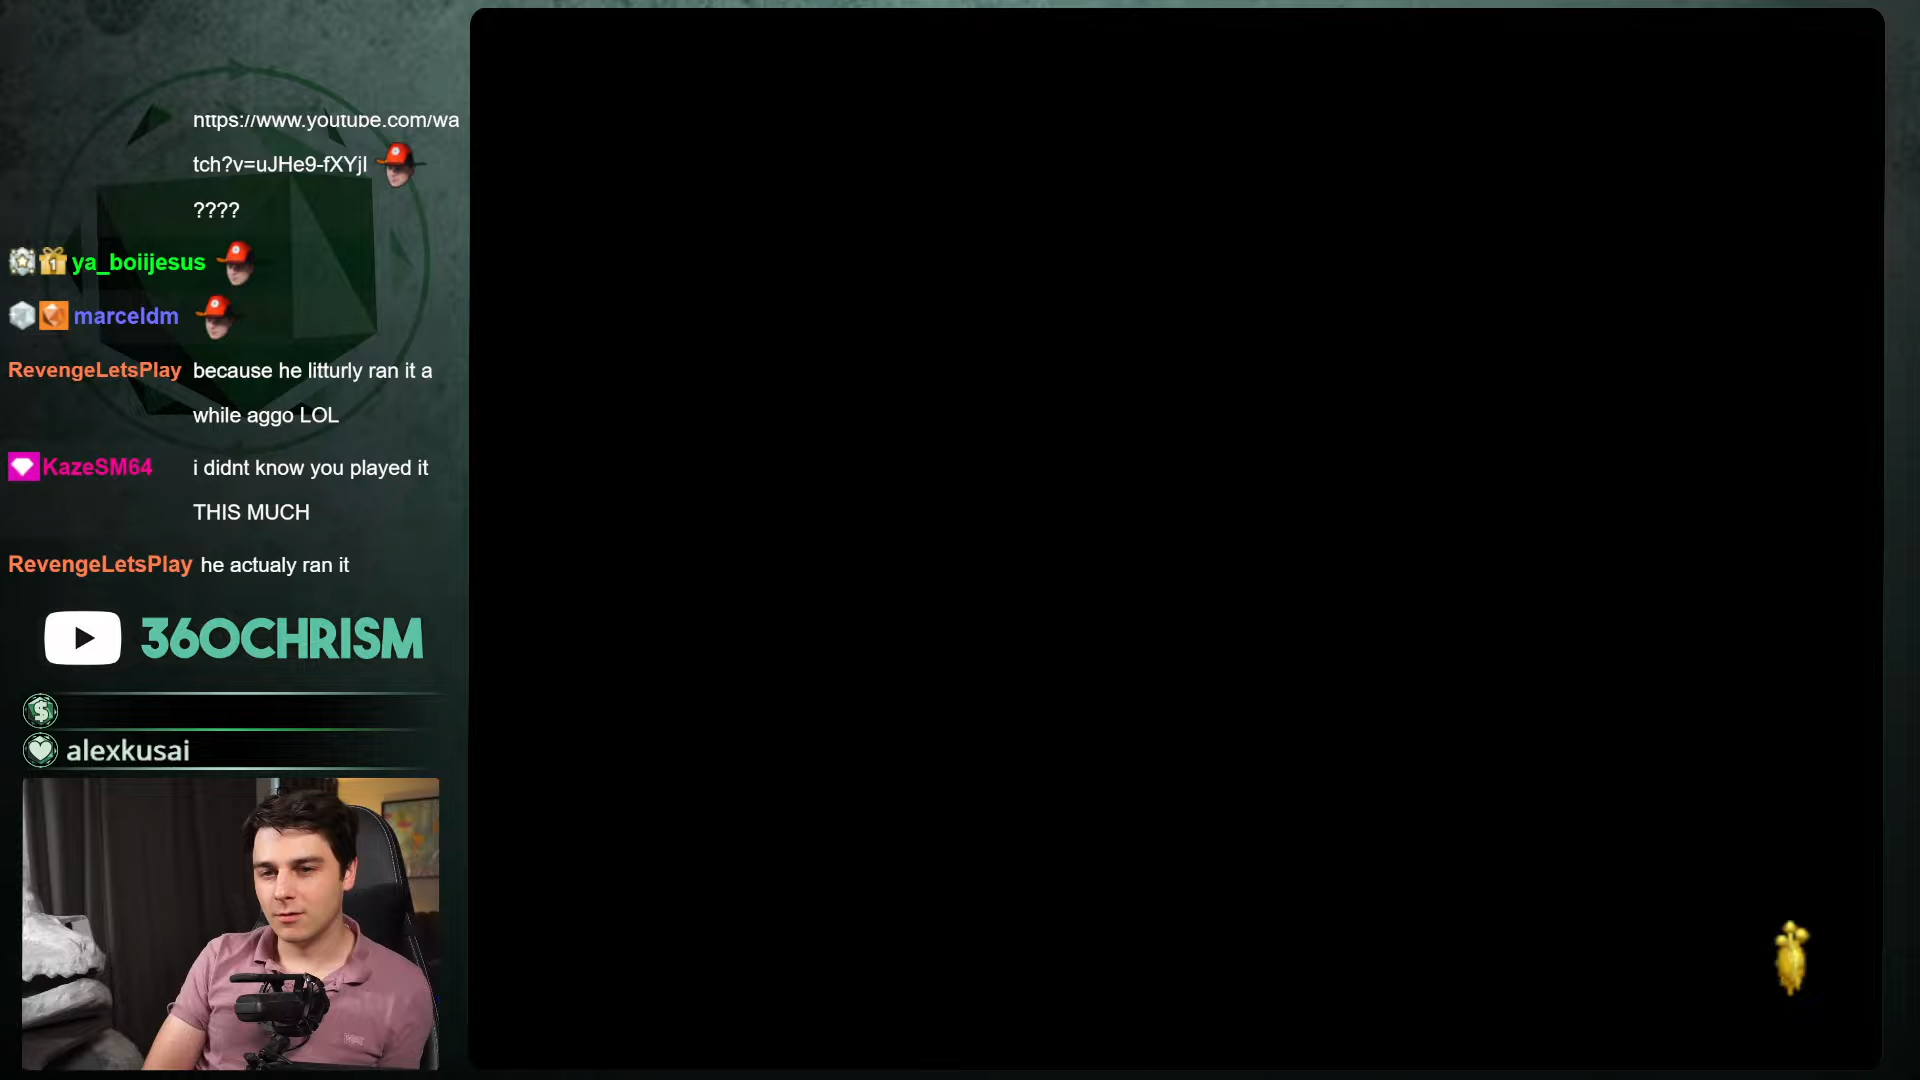 https://www.youtube.com/wa
tch?v=uJHe9-fXYjI
????
ya_boiijesus
marceldm
RevengeLetsPlay because he litturly ran it a
while aggo LOL
KazeSM64 i didnt know you played it
THIS MUCH
RevengeLetsPlay he actualy ran it
360CHRISM
$
alexkusai